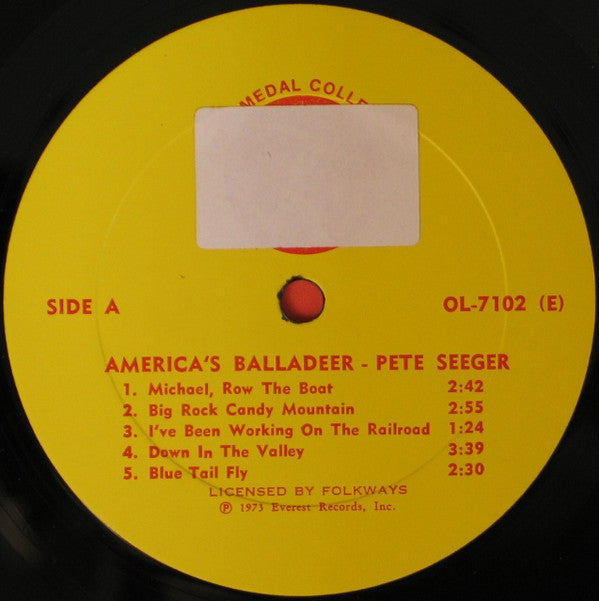 MEDAL
SIDE A
OL-7102 (E)
AMERICA'S BALLADEER - PETE SEEGER
1. Michael, Row The Boat 2:42
2. Big Rock Candy Mountain 2:55
3. I've Been Working On The Railroad 1:24
4. Down In The Valley 3:39
5. Blue Tail Fly 2:30
LICENSED BY FOLKWAYS
Ⓟ 1973 Everest Records, Inc.